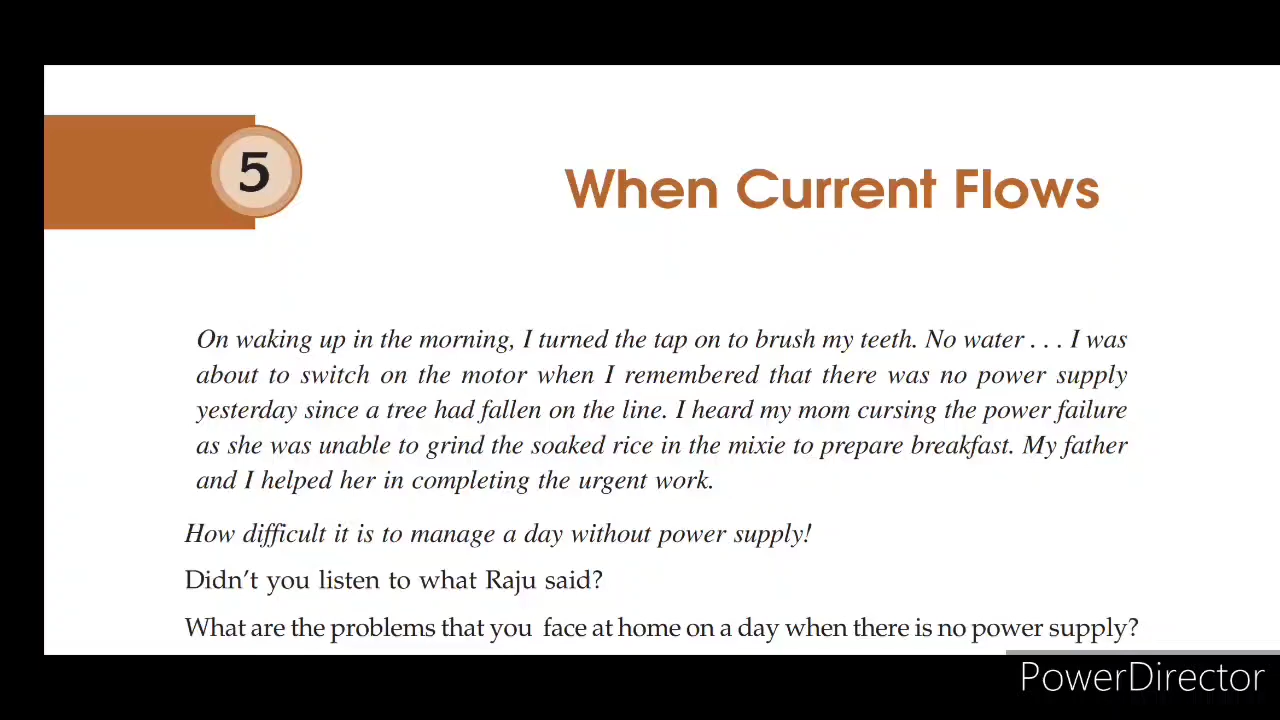 5
When Current Flows
On waking up in the morning, I turned the tap on to brush my teeth. No water . . . I was
about to switch on the motor when I remembered that there was no power supply
yesterday since a tree had fallen on the line. I heard my mom cursing the power failure
as she was unable to grind the soaked rice in the mixie to prepare breakfast. My father
and I helped her in completing the urgent work.
How difficult it is to manage a day without power supply!
Didn't you listen to what Raju said?
What are the problems that you face at home on a day when there is no power supply?
PowerDirector